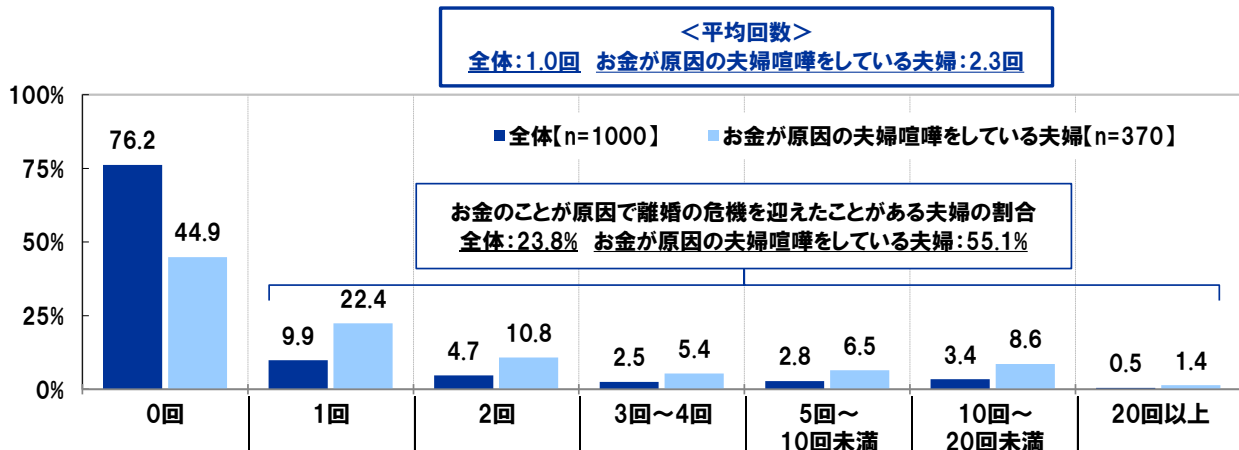 ＜平均回数＞
全体：1.0回 お金が原因の夫婦喧嘩をしている夫婦：2.3回
100%
75%
50%
25%
0%
■全体【n=1000】 ■お金が原因の夫婦喧嘩をしている夫婦【n=370】
お金のことが原因で離婚の危機を迎えたことがある夫婦の割合
全体：23.8% お金が原因の夫婦喧嘩をしている夫婦：55.1%
76.2 44.9
9.9 22.4
4.7 10.8
2.5 5.4
2.8 6.5
3.4 8.6
0.5 1.4
0回
1回
2回
3回～4回
5回～
10回未満
10回～
20回未満
20回以上